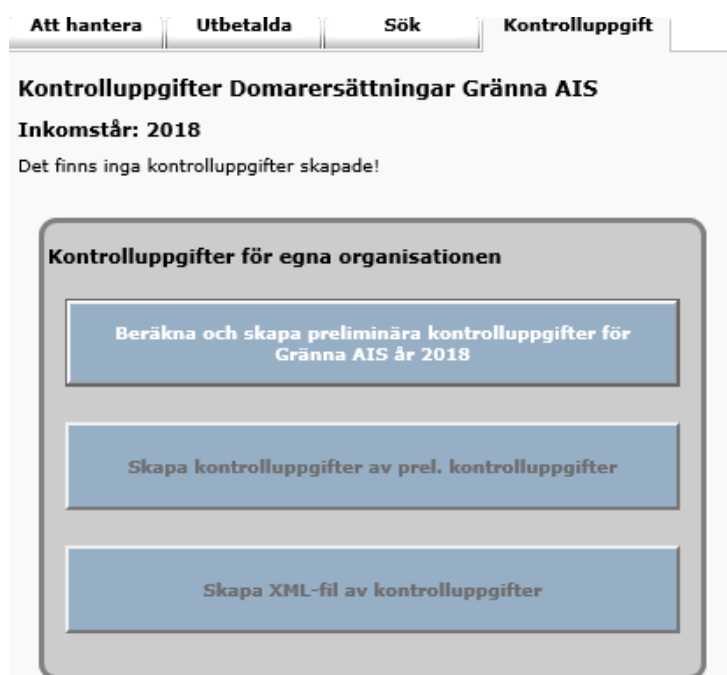 Att hantera Utbetalda Sök Kontrolluppgift
Kontrolluppgifter Domarersättningar Gränna AIS
Inkomstår: 2018
Det finns inga kontrolluppgifter skapade!
Kontrolluppgifter för egna organisationen
Beräkna och skapa preliminära kontrolluppgifter för
Gränna AIS år 2018
Skapa kontrolluppgifter av prel. kontrolluppgifter
Skapa XML-fil av kontrolluppgifter